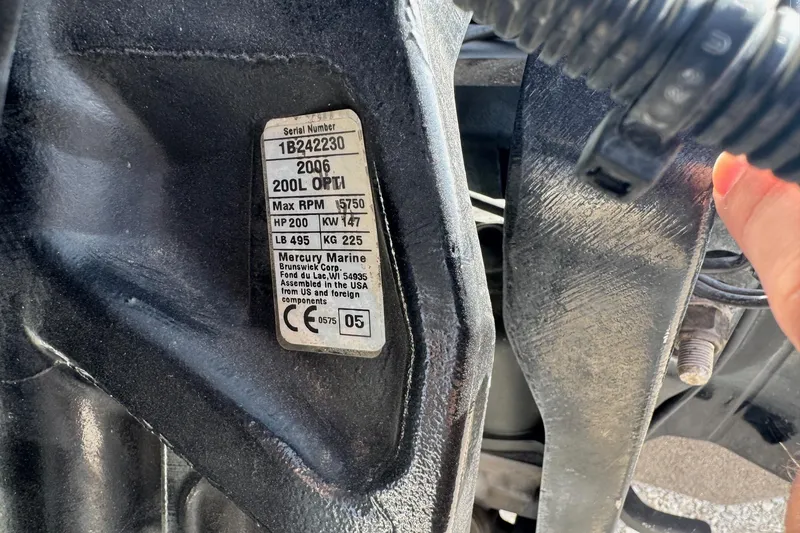 Serial Number
1B242230
2006
200L OPTI
Max RPM 5750
HP 200 KW 147
LB 495 KG 225
Mercury Marine
Brunswick Corp.
Fond du Lac,WI 54935
Assembled in the USA
from US and foreign
components
CE 0575 05